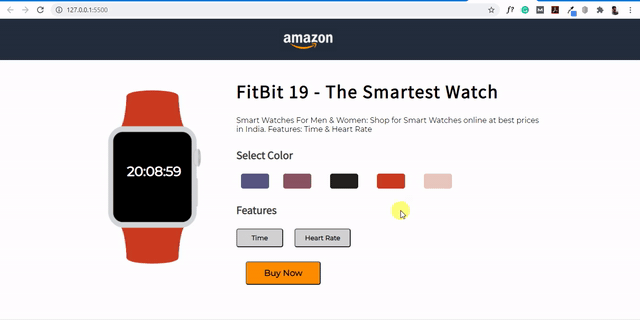 127.0.0.1:5500
f?
amazon
FitBit 19 - The Smartest Watch
Smart Watches For Men & Women: Shop for Smart Watches online at best prices
in India. Features: Time & Heart Rate
20:08:59
Select Color
Features
Time
Heart Rate
Buy Now